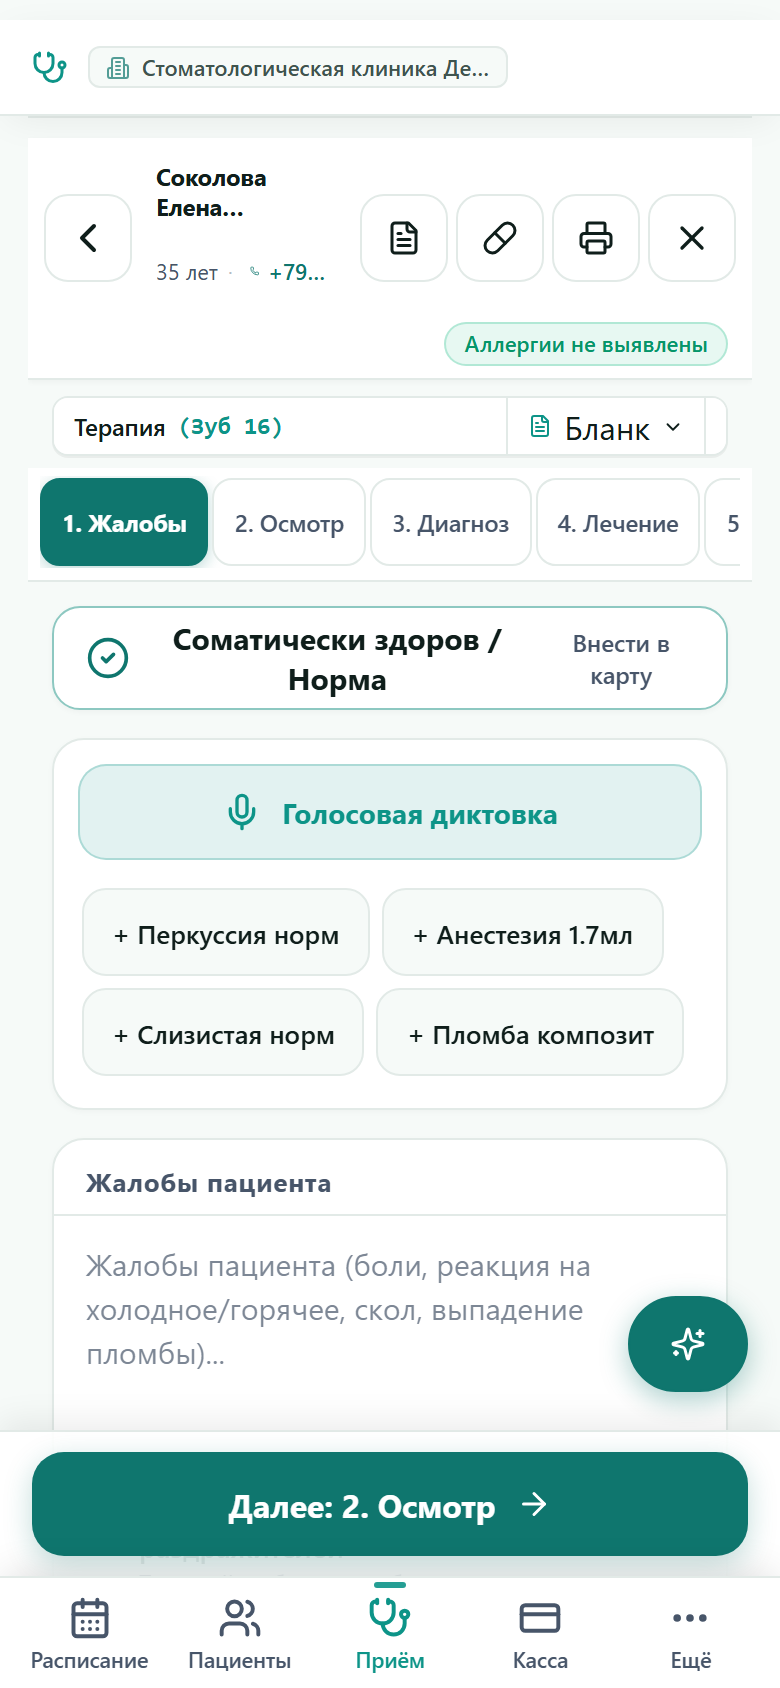 Стоматологическая клиника Де...
Соколова
Елена...
35 лет · +79...
Аллергии не выявлены
Терапия (Зуб 16)
Бланк
1. Жалобы
2. Осмотр
3. Диагноз
4. Лечение
5
Соматически здоров /
Норма
Внести в
карту
Голосовая диктовка
+ Перкуссия норм
+ Анестезия 1.7мл
+ Слизистая норм
+ Пломба композит
Жалобы пациента
Жалобы пациента (боли, реакция на
холодное/горячее, скол, выпадение
пломбы)...
Далее: 2. Осмотр
Расписание
Пациенты
Приём
Касса
Ещё